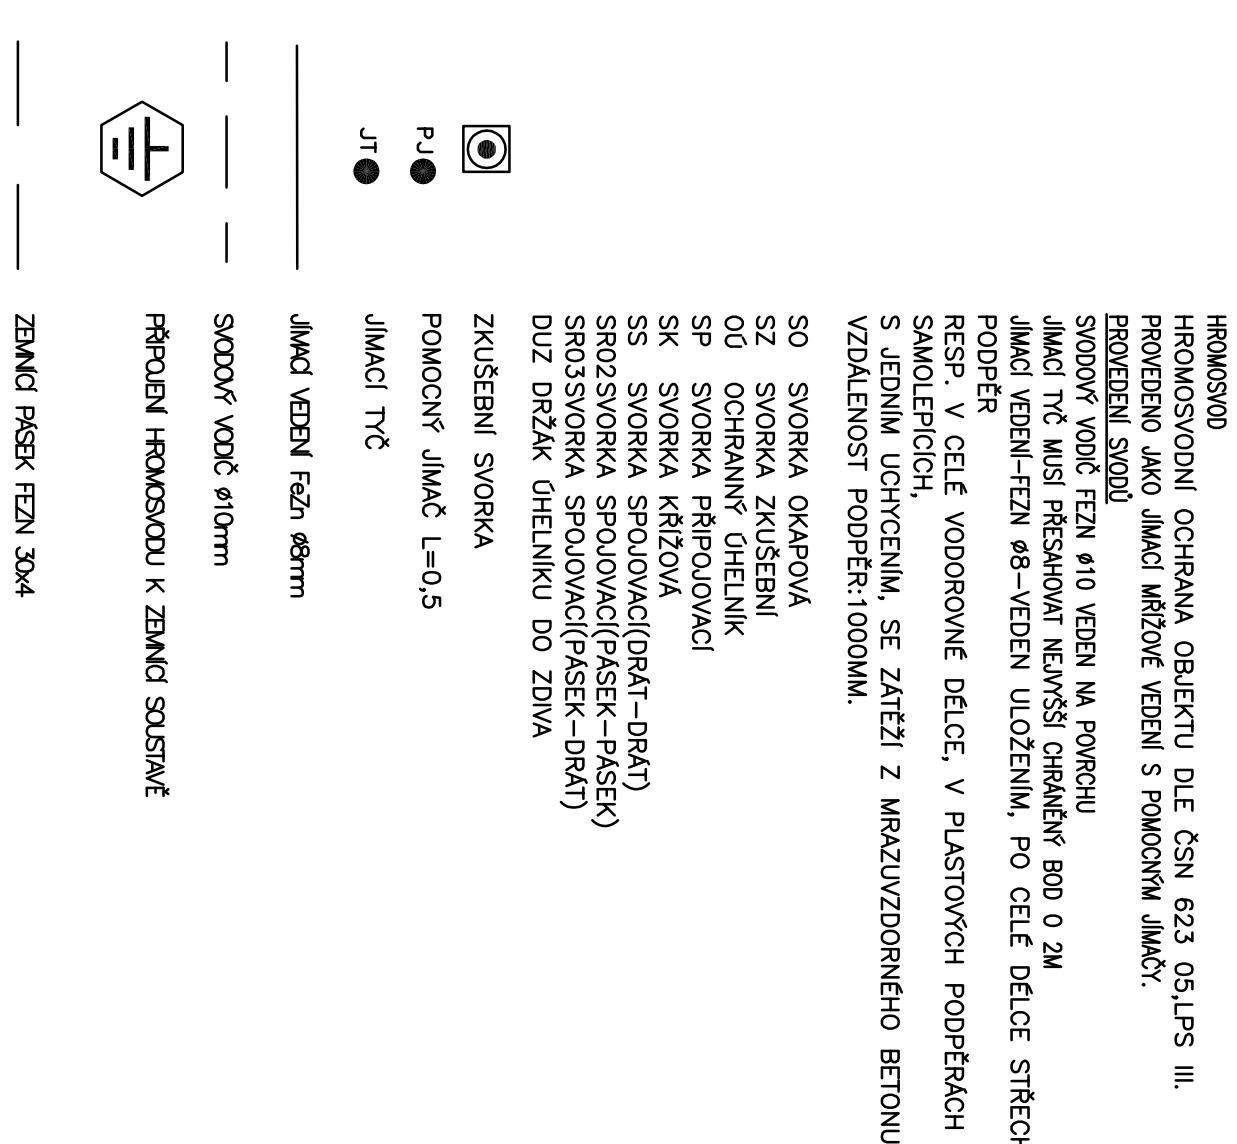 HROMOSVOD
HROMOSVODNÍ OCHRANA OBJEKTU DLE ČSN 623 05,LPS III.
PROVEDENO JAKO JÍMACÍ MŘÍŽOVÉ VEDENÍ S POMOCNÝM JÍMAČY.
PROVEDENÍ SVODŮ
SVODOVÝ VODIČ FEZN ø10 VEDEN NA POVRCHU
JÍMACÍ TYČ MUSÍ PŘESAHOVAT NEJVYŠŠÍ CHRÁNĚNÝ BOD O 2M
JÍMACÍ VEDENÍ-FEZN ø8-VEDEN ULOŽENÍM, PO CELÉ DÉLCE STŘECH
PODPĚR
RESP. V CELÉ VODOROVNÉ DÉLCE, V PLASTOVÝCH PODPĚRÁCH
SAMOLEPÍCÍCH,
S JEDNÍM UCHYCENÍM, SE ZÁTĚŽÍ Z MRAZUVZDORNÉHO BETONU
VZDÁLENOST PODPĚR:1000MM.
SO SVORKA OKAPOVÁ
SZ SVORKA ZKUŠEBNÍ
OÚ OCHRANNÝ ÚHELNÍK
SP SVORKA PŘIPOJOVACÍ
SK SVORKA KŘÍŽOVÁ
SS SVORKA SPOJOVACÍ(DRÁT-DRÁT)
SR02SVORKA SPOJOVACÍ(PÁSEK-PÁSEK)
SR03SVORKA SPOJOVACÍ(PÁSEK-DRÁT)
DUZ DRŽÁK ÚHELNÍKU DO ZDIVA
ZKUŠEBNÍ SVORKA
PJ POMOCNÝ JÍMAČ L=0,5
JT JÍMACÍ TYČ
JÍMACÍ VEDENÍ FeZn ø8mm
SVODOVÝ VODIČ ø10mm
PŘIPOJENÍ HROMOSVODU K ZEMNÍCÍ SOUSTAVĚ
ZEMNÍCÍ PÁSEK FEZN 30x4